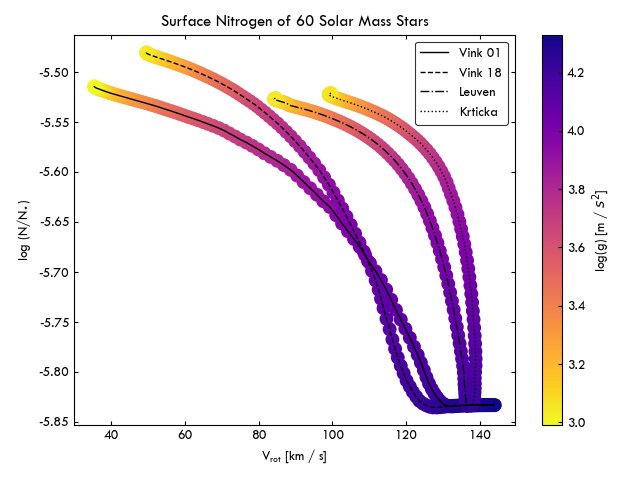 Surface Nitrogen of 60 Solar Mass Stars
Vink 01
Vink 18
Leuven
Krticka
-5.50
-5.55
-5.60
-5.65
-5.70
-5.75
-5.80
-5.85
log (N/N*)
40
60
80
100
120
140
V_rot [km / s]
4.2
4.0
3.8
3.6
3.4
3.2
3.0
log(g) [m / s²]